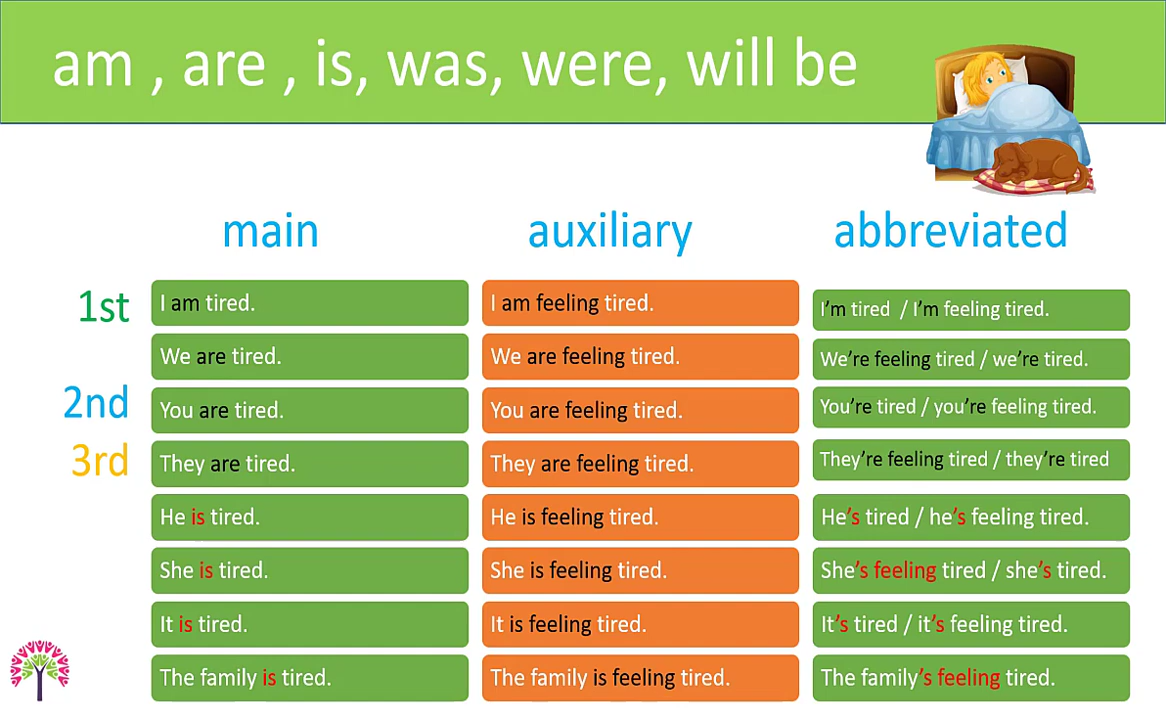 am , are , is, was, were, will be
main auxiliary abbreviated
1st I am tired. I am feeling tired. I'm tired / I'm feeling tired.
We are tired. We are feeling tired. We're feeling tired / we're tired.
2nd You are tired. You are feeling tired. You're tired / you're feeling tired.
3rd They are tired. They are feeling tired. They're feeling tired / they're tired
He is tired. He is feeling tired. He's tired / he's feeling tired.
She is tired. She is feeling tired. She's feeling tired / she's tired.
It is tired. It is feeling tired. It's tired / it's feeling tired.
The family is tired. The family is feeling tired. The family's feeling tired.